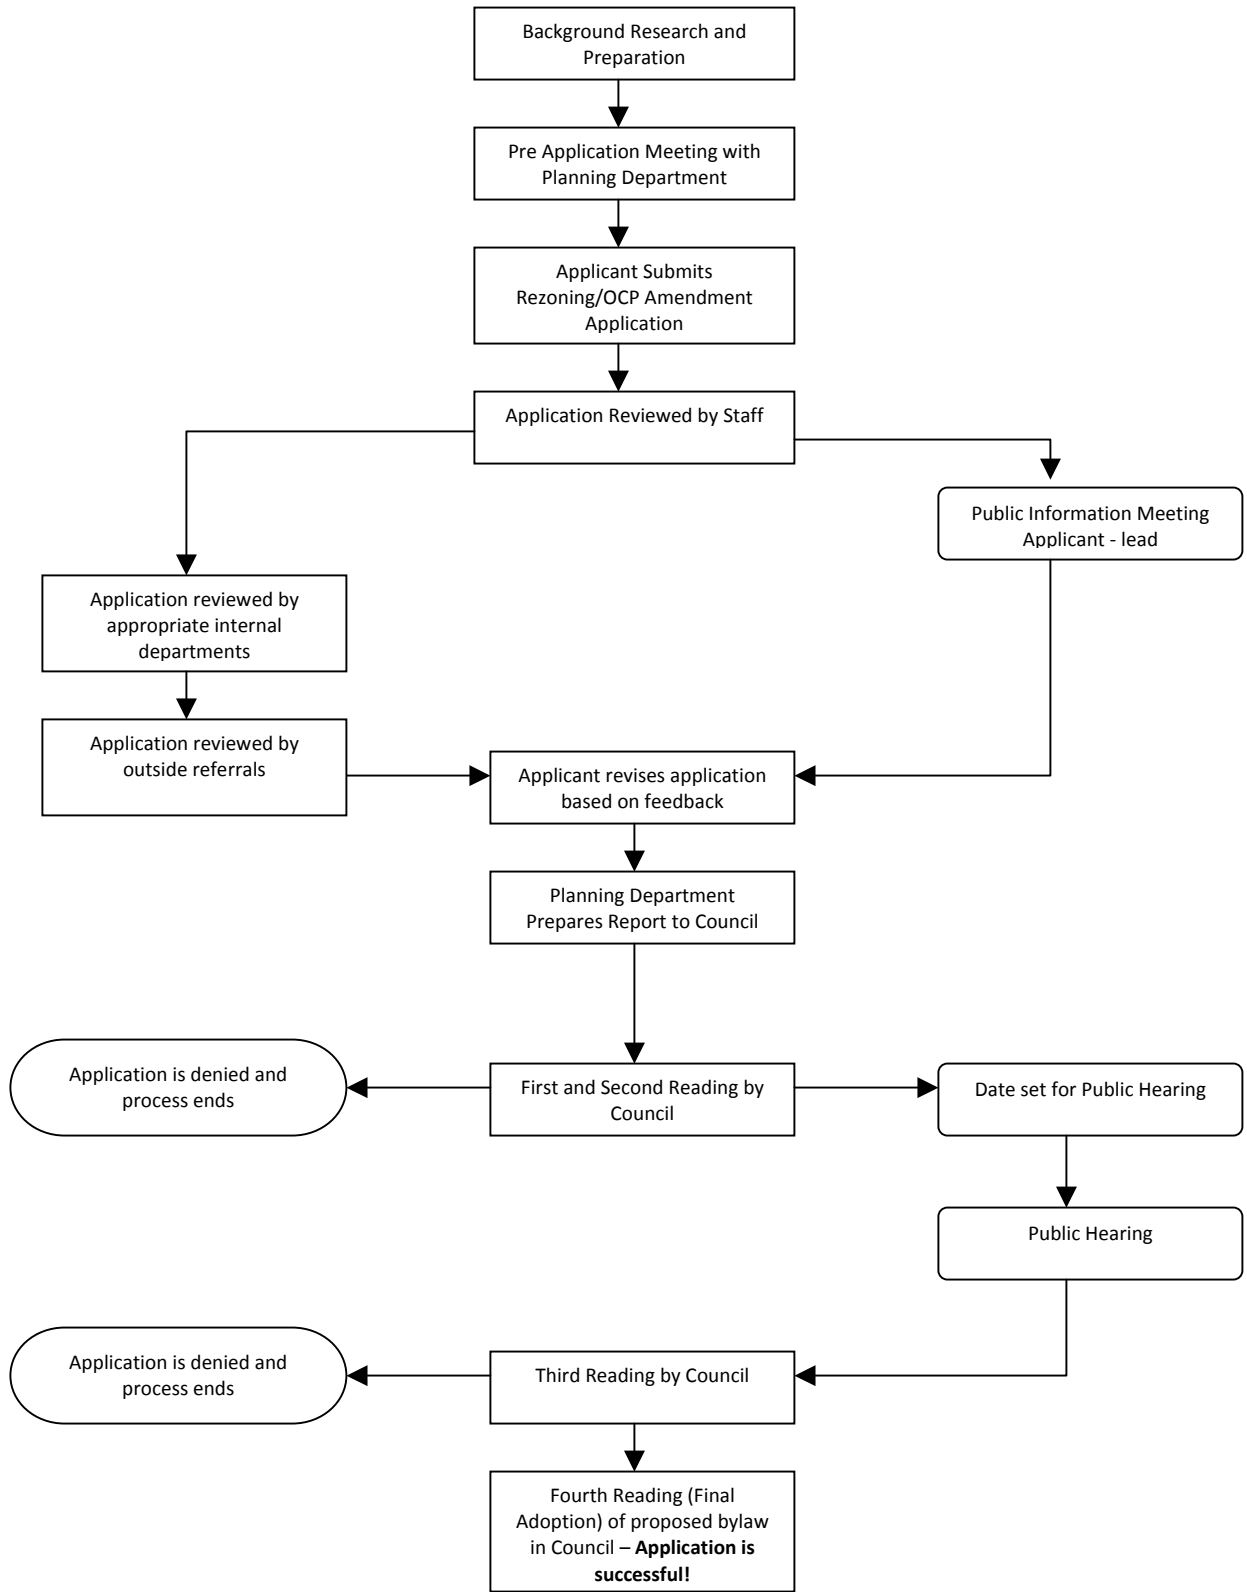 Background Research and
Preparation
Pre Application Meeting with
Planning Department
Applicant Submits
Rezoning/OCP Amendment
Application
Application Reviewed by Staff
Public Information Meeting
Applicant - lead
Application reviewed by
appropriate internal
departments
Application reviewed by
outside referrals
Applicant revises application
based on feedback
Planning Department
Prepares Report to Council
Application is denied and
process ends
First and Second Reading by
Council
Date set for Public Hearing
Public Hearing
Application is denied and
process ends
Third Reading by Council
Fourth Reading (Final
Adoption) of proposed bylaw
in Council – Application is
successful!